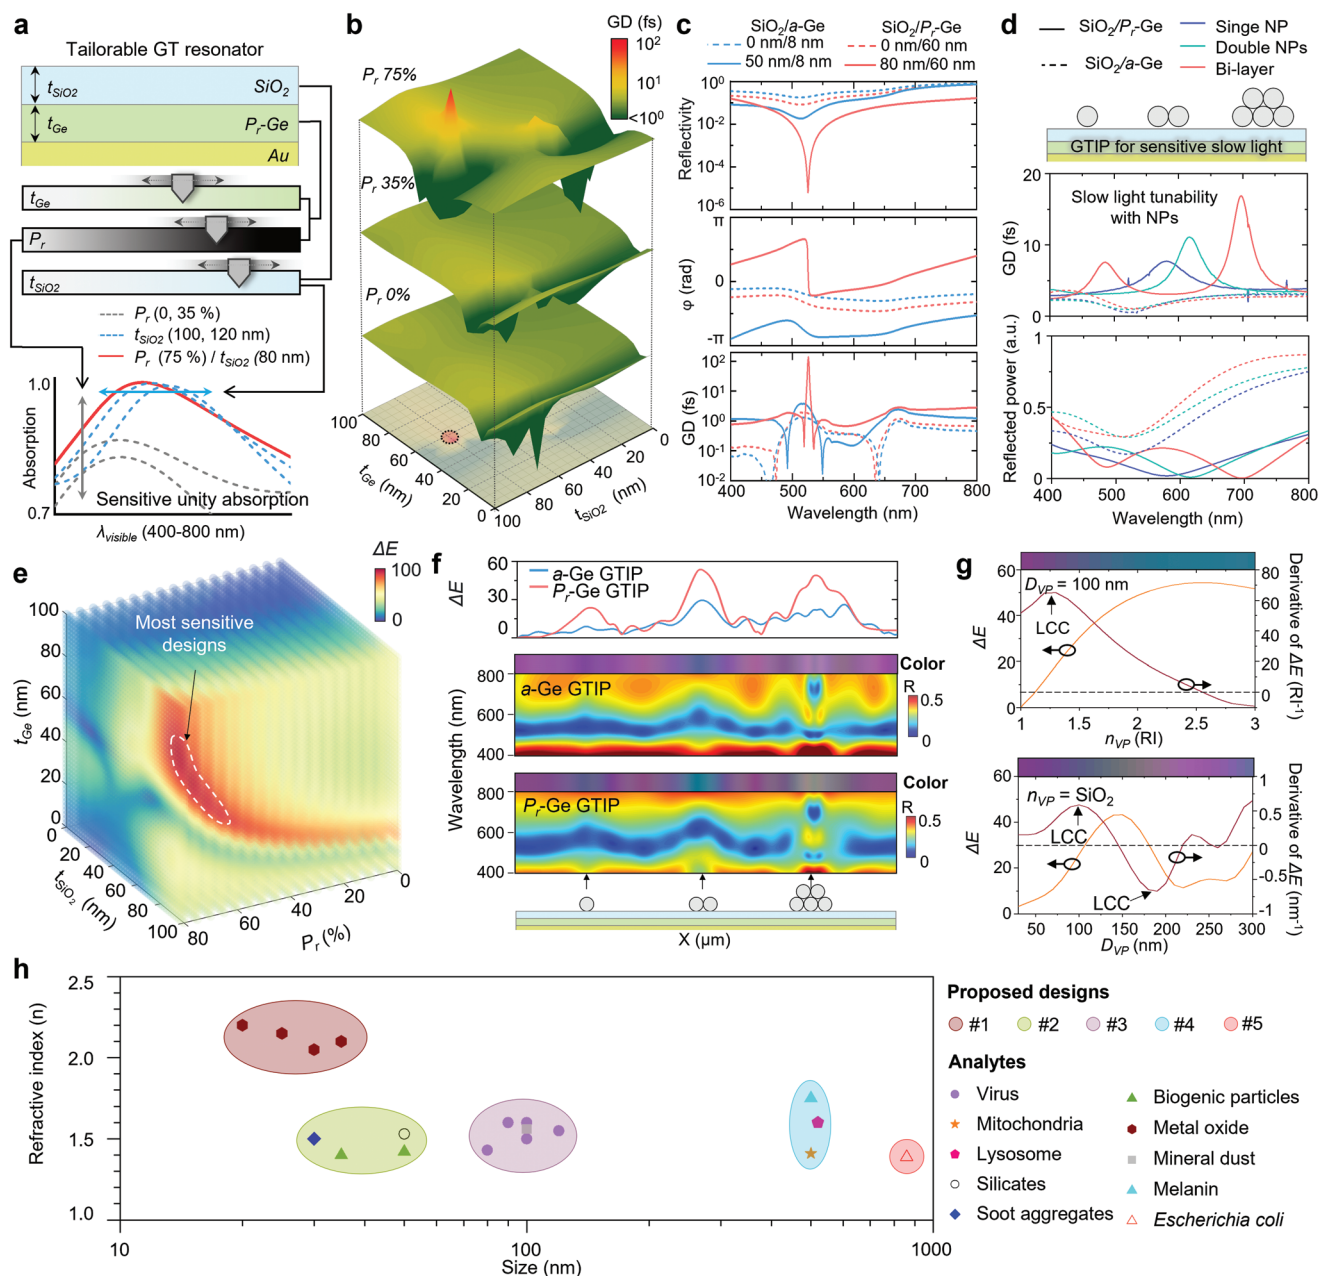 a
Tailorable GT resonator
tSiO2
SiO2
tGe
Pr-Ge
Au
tGe
Pr
tSiO2
Pr (0, 35 %)
tSiO2 (100, 120 nm)
Pr (75 %) / tSiO2 (80 nm)
1.0
Absorption
Sensitive unity absorption
0.7
λvisible (400-800 nm)
b
GD (fs)
10²
10¹
<10⁰
Pr 75%
Pr 35%
Pr 0%
100
80
60
40
20
0
tGe (nm)
100
80
60
40
20
0
tSiO2 (nm)
c
SiO2/a-Ge
SiO2/Pr-Ge
0 nm/8 nm
0 nm/60 nm
50 nm/8 nm
80 nm/60 nm
10⁰
10⁻²
10⁻⁴
10⁻⁶
Reflectivity
π
0
-π
φ (rad)
10²
10¹
10⁰
10⁻¹
10⁻²
GD (fs)
400 500 600 700 800
Wavelength (nm)
d
SiO2/Pr-Ge
SiO2/a-Ge
Singe NP
Double NPs
Bi-layer
GTIP for sensitive slow light
Slow light tunability
with NPs
20
10
0
GD (fs)
1
0.5
0
Reflected power (a.u.)
400 500 600 700 800
Wavelength (nm)
e
ΔE
100
0
Most sensitive
designs
100
80
60
40
20
0
tGe (nm)
0
20
40
60
80
100
tSiO2 (nm)
80
60
40
20
0
Pr (%)
f
60
30
0
ΔE
a-Ge GTIP
Pr-Ge GTIP
Color
R
0.5
0
a-Ge GTIP
800
600
400
Color
R
0.5
0
Pr-Ge GTIP
800
600
400
Wavelength (nm)
X (µm)
g
DVP = 100 nm
LCC
60
40
20
0
ΔE
80
60
40
20
0
Derivative of ΔE (RI⁻¹)
1 1.5 2 2.5 3
nVP (RI)
nVP = SiO2
LCC
LCC
60
40
20
0
ΔE
1
0.5
0
-0.5
-1
Derivative of ΔE (nm⁻¹)
50 100 150 200 250 300
DVP (nm)
h
2.5
2.0
1.5
1.0
Refractive index (n)
10 100 1000
Size (nm)
Proposed designs
#1 #2 #3 #4 #5
Analytes
Virus
Mitochondria
Lysosome
Silicates
Soot aggregates
Biogenic particles
Metal oxide
Mineral dust
Melanin
Escherichia coli